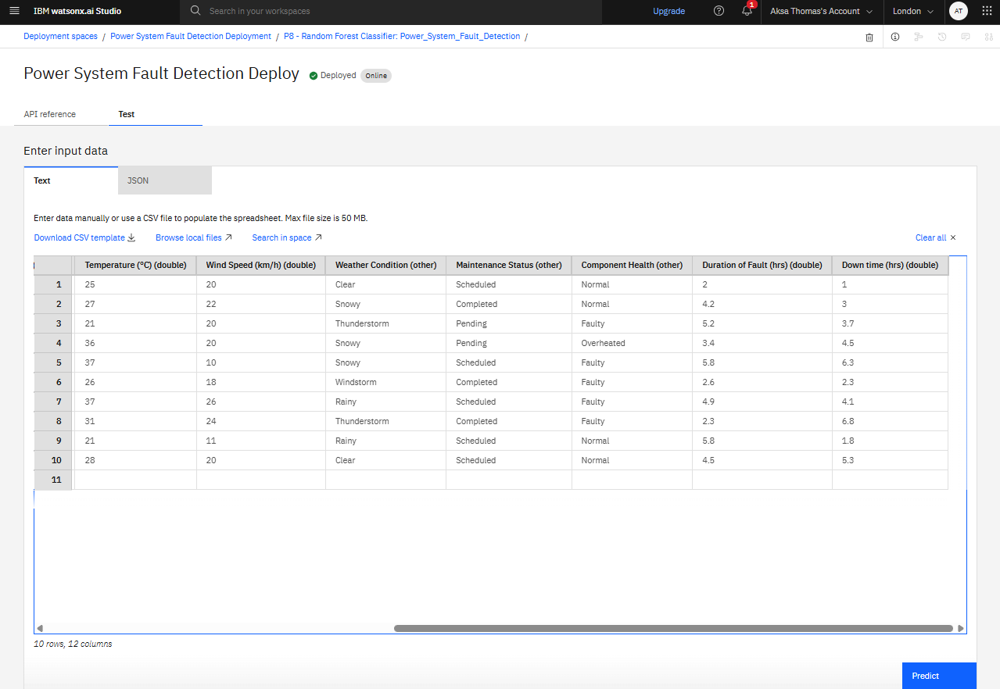 IBM watsonx.ai Studio Search in your workspaces Upgrade 1 Aksa Thomas's Account London AT
Deployment spaces / Power System Fault Detection Deployment / P8 - Random Forest Classifier: Power_System_Fault_Detection /
Power System Fault Detection Deploy Deployed Online
API reference Test
Enter input data
Text JSON
Enter data manually or use a CSV file to populate the spreadsheet. Max file size is 50 MB.
Download CSV template Browse local files Search in space Clear all
Temperature (°C) (double) Wind Speed (km/h) (double) Weather Condition (other) Maintenance Status (other) Component Health (other) Duration of Fault (hrs) (double) Down time (hrs) (double)
1 25 20 Clear Scheduled Normal 2 1
2 27 22 Snowy Completed Normal 4.2 3
3 21 20 Thunderstorm Pending Faulty 5.2 3.7
4 36 20 Snowy Pending Overheated 3.4 4.5
5 37 10 Snowy Scheduled Faulty 5.8 6.3
6 26 18 Windstorm Completed Faulty 2.6 2.3
7 37 26 Rainy Scheduled Faulty 4.9 4.1
8 31 24 Thunderstorm Completed Faulty 2.3 6.8
9 21 11 Rainy Scheduled Normal 5.8 1.8
10 28 20 Clear Scheduled Normal 4.5 5.3
11
10 rows, 12 columns
Predict